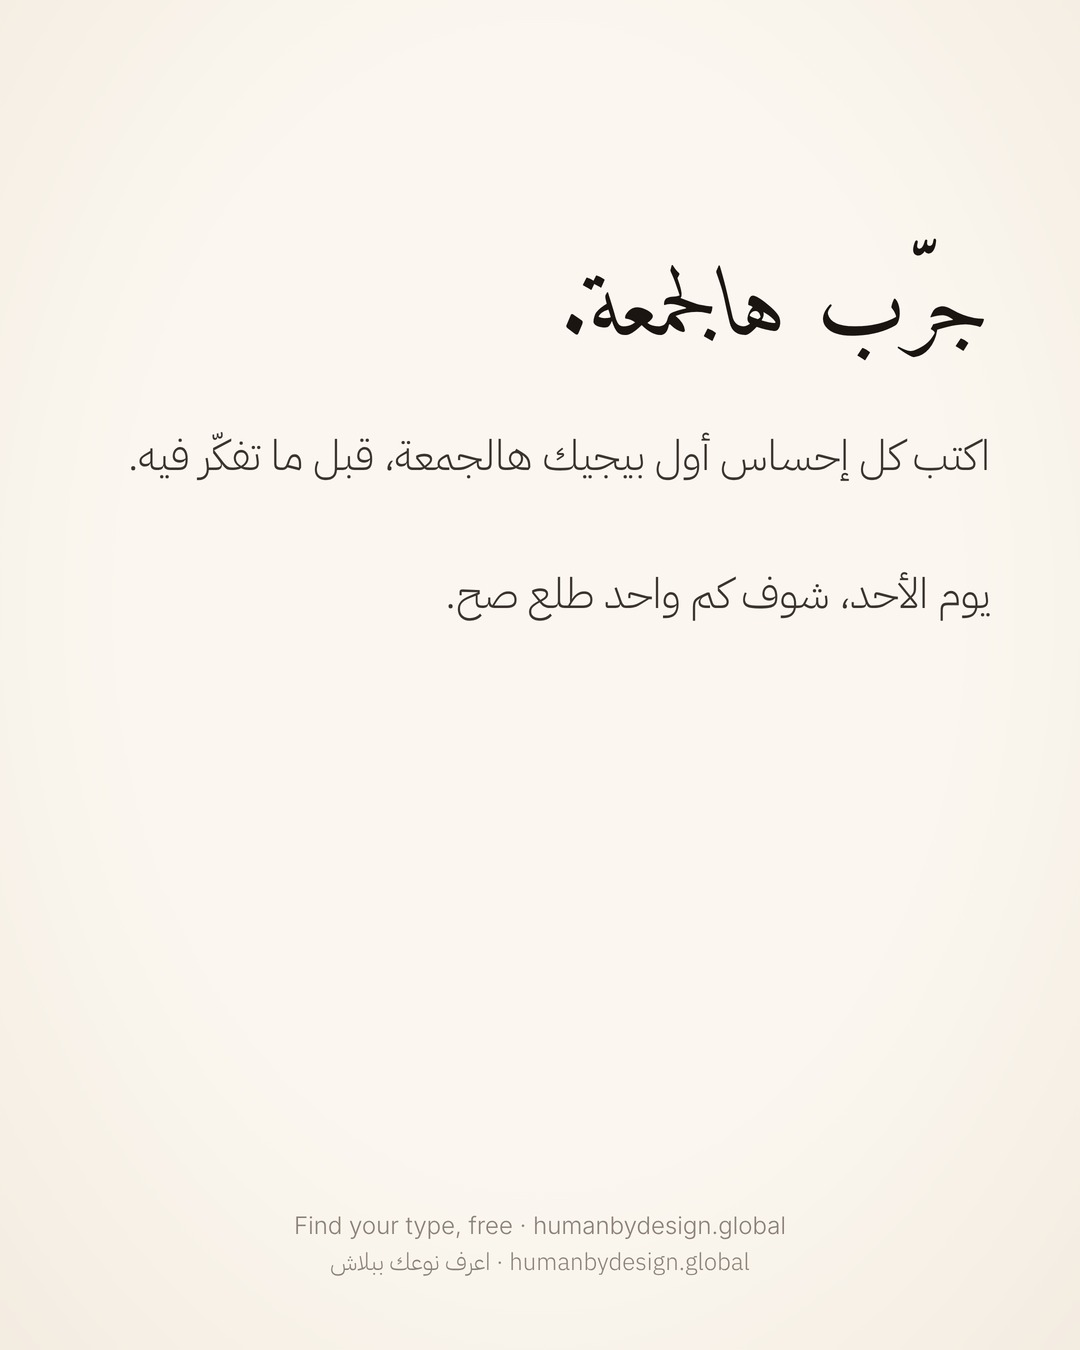 جرّب هالجمعة.
اكتب كل إحساس أول بيجيك هالجمعة، قبل ما تفكّر فيه.
يوم الأحد، شوف كم واحد طلع صح.
Find your type, free · humanbydesign.global
اعرف نوعك ببلاش · humanbydesign.global